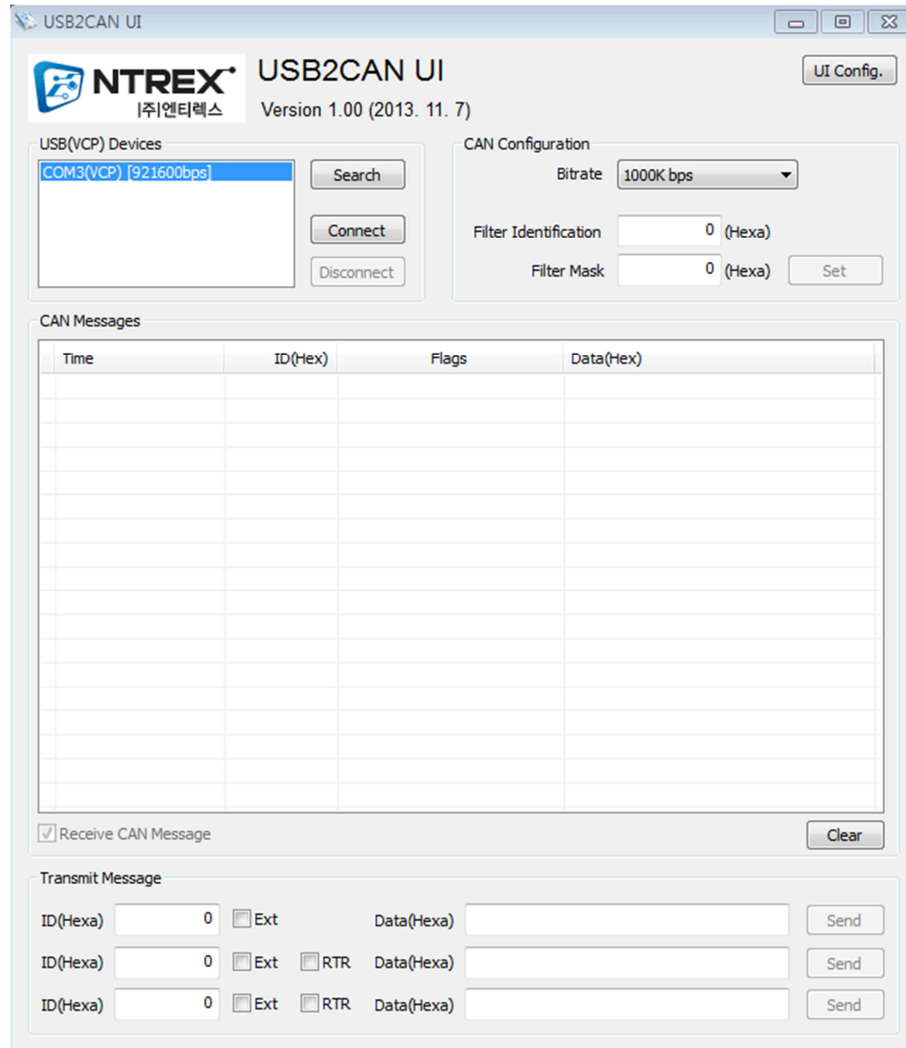 USB2CAN UI
NTREX
|주|엔티렉스
USB2CAN UI
Version 1.00 (2013. 11. 7)
UI Config.
USB(VCP) Devices
COM3(VCP) [921600bps]
Search
Connect
Disconnect
CAN Configuration
Bitrate 1000K bps
Filter Identification 0 (Hexa)
Filter Mask 0 (Hexa) Set
CAN Messages
Time ID(Hex) Flags Data(Hex)
Receive CAN Message Clear
Transmit Message
ID(Hexa) 0 Ext Data(Hexa) Send
ID(Hexa) 0 Ext RTR Data(Hexa) Send
ID(Hexa) 0 Ext RTR Data(Hexa) Send